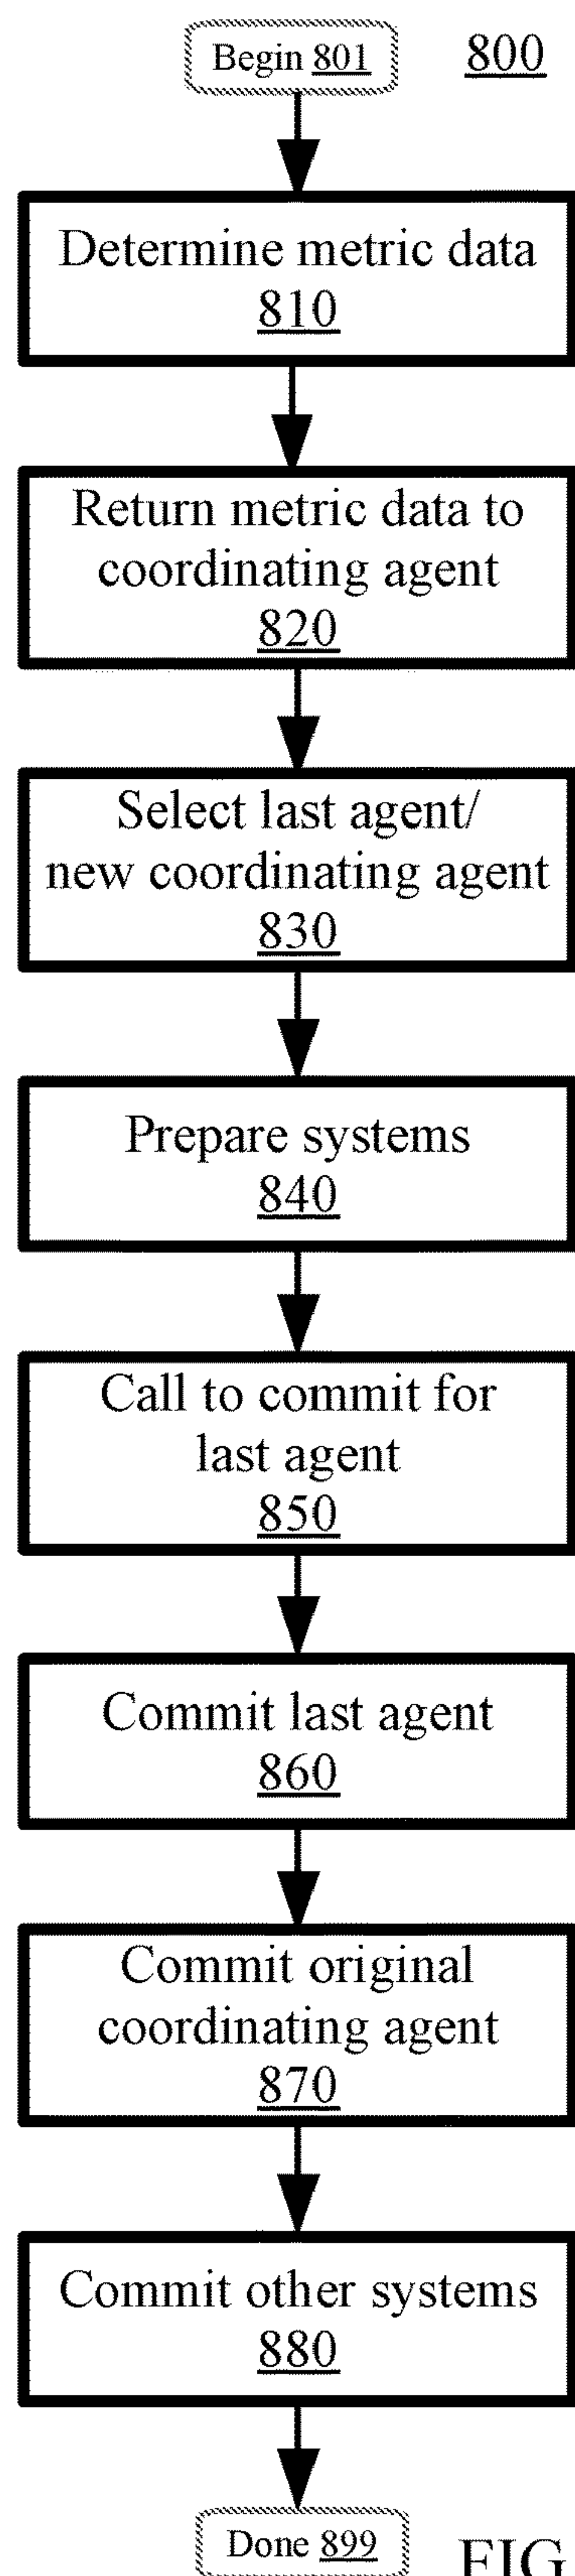 Begin 801
800
Determine metric data
810
Return metric data to
coordinating agent
820
Select last agent/
new coordinating agent
830
Prepare systems
840
Call to commit for
last agent
850
Commit last agent
860
Commit original
coordinating agent
870
Commit other systems
880
Done 899
FIG